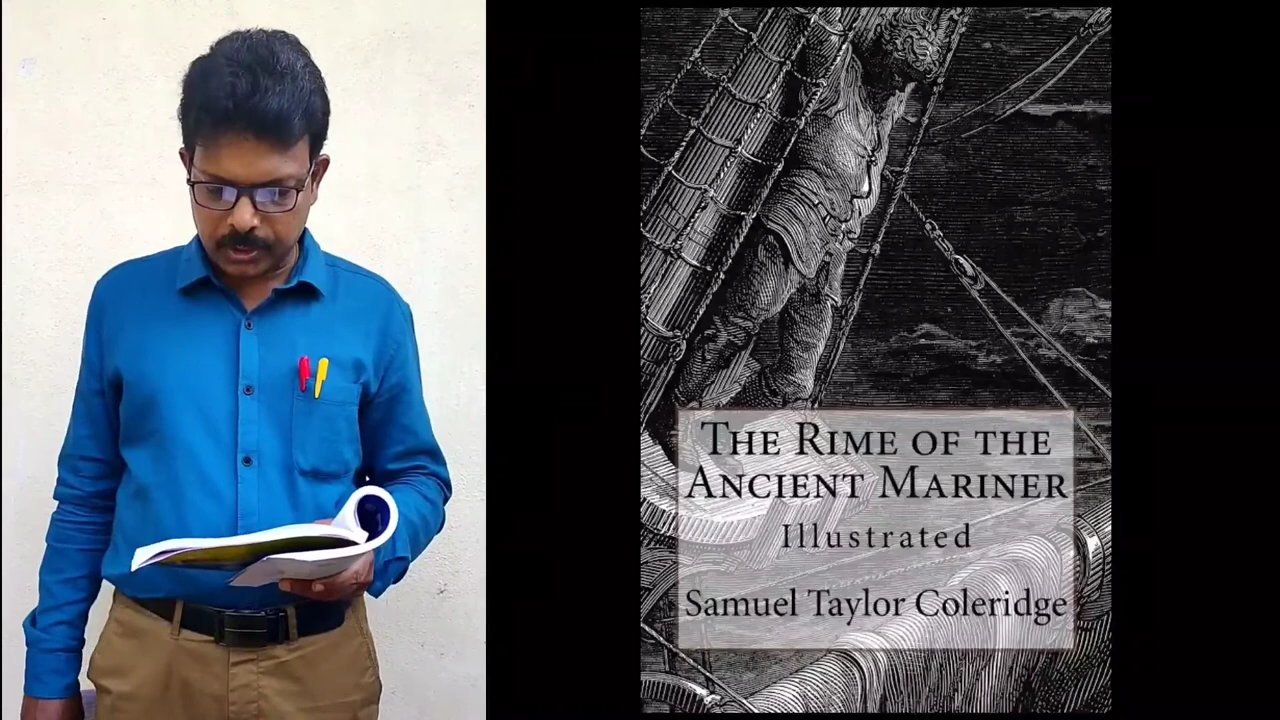 The Rime of the
Ancient Mariner
Illustrated
Samuel Taylor Coleridge